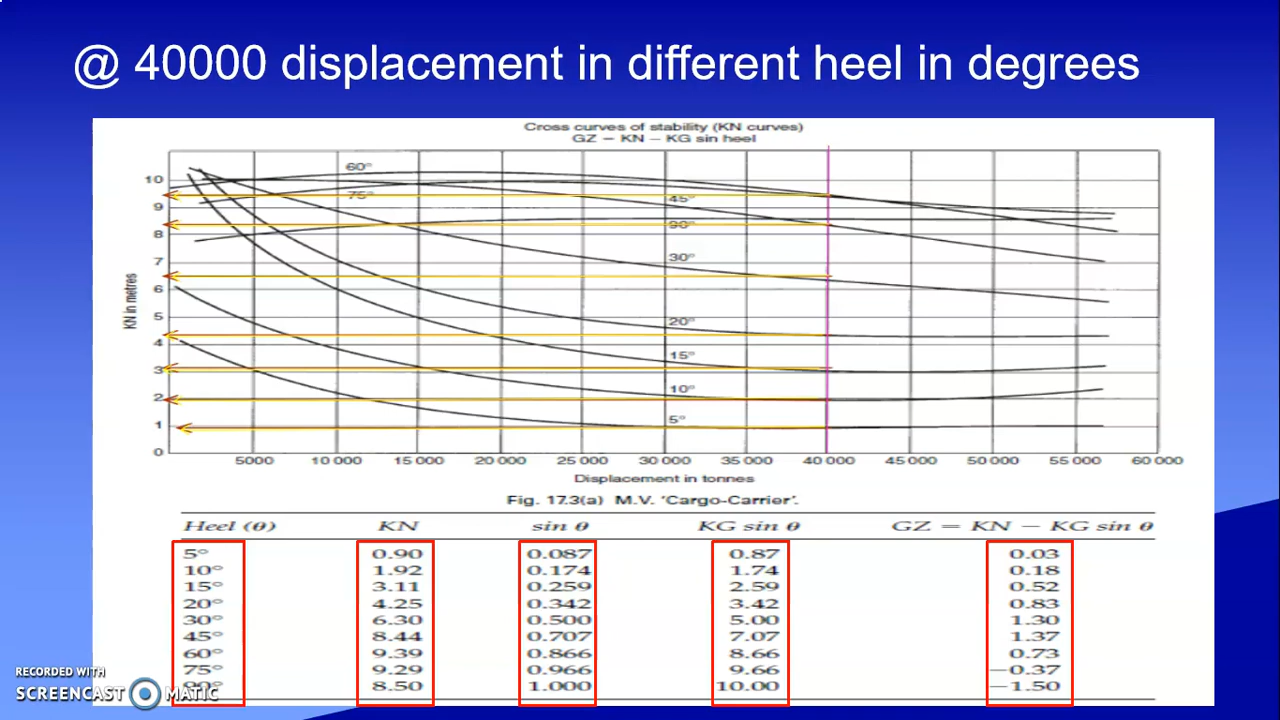 @ 40000 displacement in different heel in degrees
Cross curves of stability (KN curves)
GZ = KN − KG sin heel
60°
10
75°
45°
9
90°
8
30°
7
6
KN in metres
5
20°
4
15°
3
10°
2
5°
1
0
5000 10 000 15 000 20 000 25 000 30 000 35 000 40 000 45 000 50 000 55 000 60 000
Displacement in tonnes
Fig. 17.3(a) M.V. 'Cargo-Carrier'.
Heel (θ) KN sin θ KG sin θ GZ = KN − KG sin θ
5° 0.90 0.087 0.87 0.03
10° 1.92 0.174 1.74 0.18
15° 3.11 0.259 2.59 0.52
20° 4.25 0.342 3.42 0.83
30° 6.30 0.500 5.00 1.30
45° 8.44 0.707 7.07 1.37
60° 9.39 0.866 8.66 0.73
75° 9.29 0.966 9.66 −0.37
90° 8.50 1.000 10.00 −1.50
RECORDED WITH
SCREENCAST MATIC